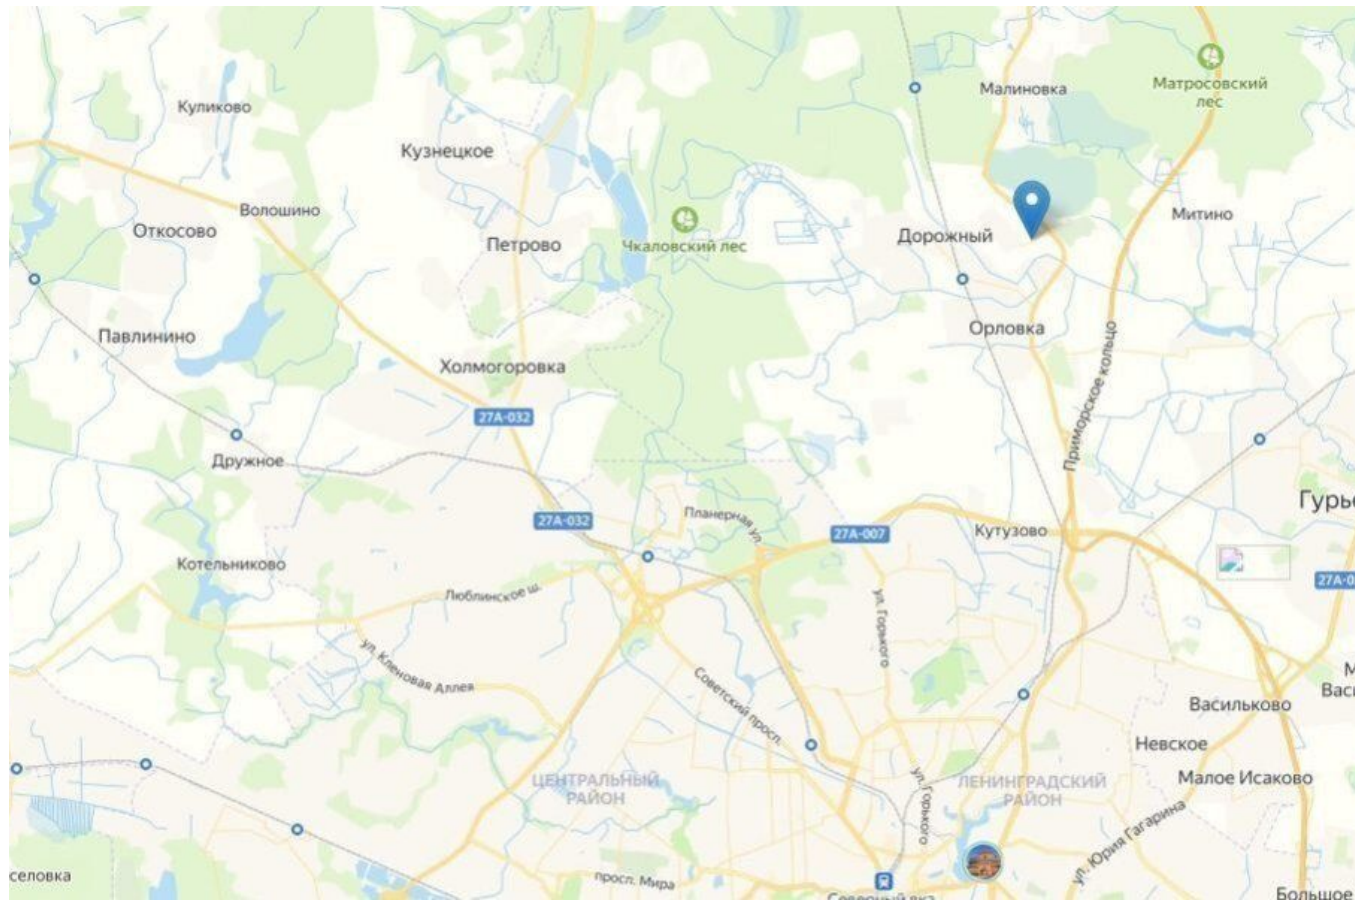 Малиновка
Матросовский
лес
Куликово
Кузнецкое
Волошино
Откосово
Петрово
Чкаловский лес
Дорожный
Митино
Павлинино
Орловка
Холмогоровка
27А-032
Приморское кольцо
Дружное
27А-032
Планерная ул.
27А-007
Кутузово
Котельниково
Люблинское ш.
ул. Горького
ул. Кленовая Аллея
Советский просп.
Васильково
Невское
ЦЕНТРАЛЬНЫЙ
РАЙОН
ЛЕНИНГРАДСКИЙ
РАЙОН
Малое Исаково
ул. Горького
ул. Юрия Гагарина
просп. Мира
селовка
Большое